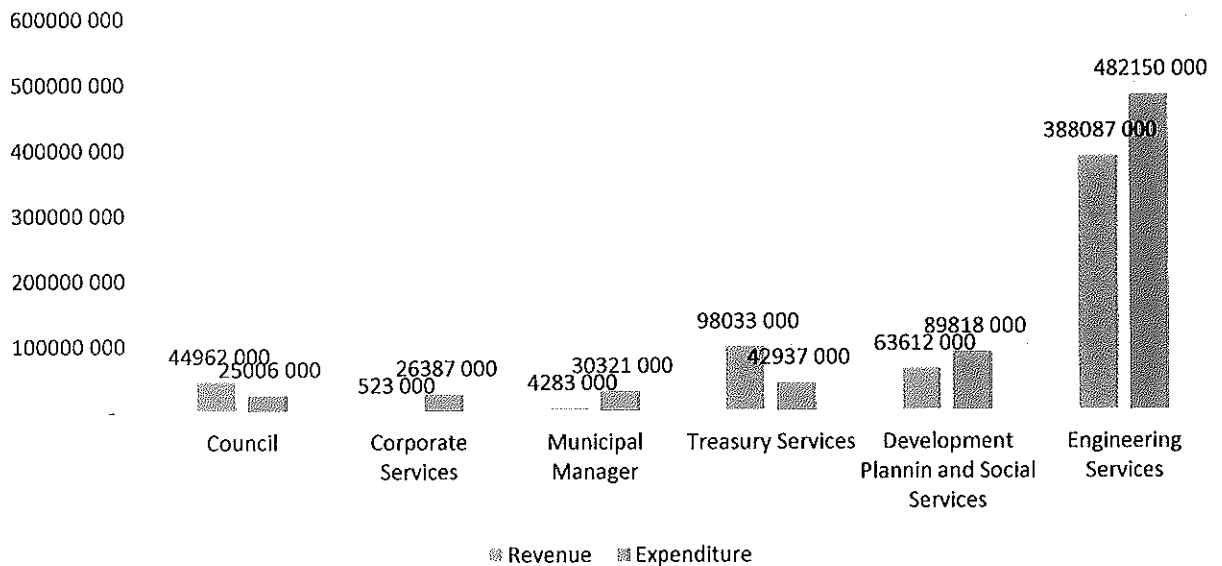 600000 000
500000 000
400000 000
300000 000
200000 000
100000 000
-
44962 000
25006 000
523 000
26387 000
4283 000
30321 000
98033 000
42937 000
63612 000
89818 000
388087 000
482150 000
Council
Corporate
Services
Municipal
Manager
Treasury Services
Development
Plannin and Social
Services
Engineering
Services
Revenue
Expenditure